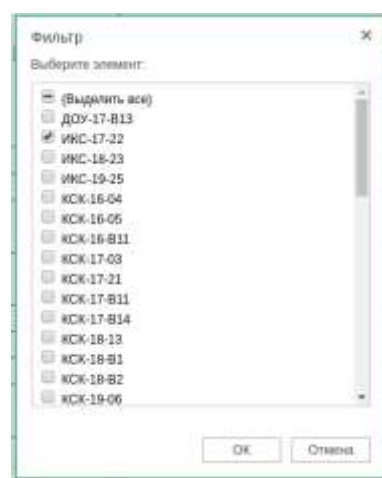 Фильтр
Выберите элемент:
(Выделить все)
ДОУ-17-В13
ИКС-17-22
ИКС-18-23
ИКС-19-25
КСК-16-04
КСК-16-05
КСК-16-В11
КСК-17-03
КСК-17-21
КСК-17-В11
КСК-17-В14
КСК-18-13
КСК-18-В1
КСК-18-В2
КСК-19-06
ОК Отмена